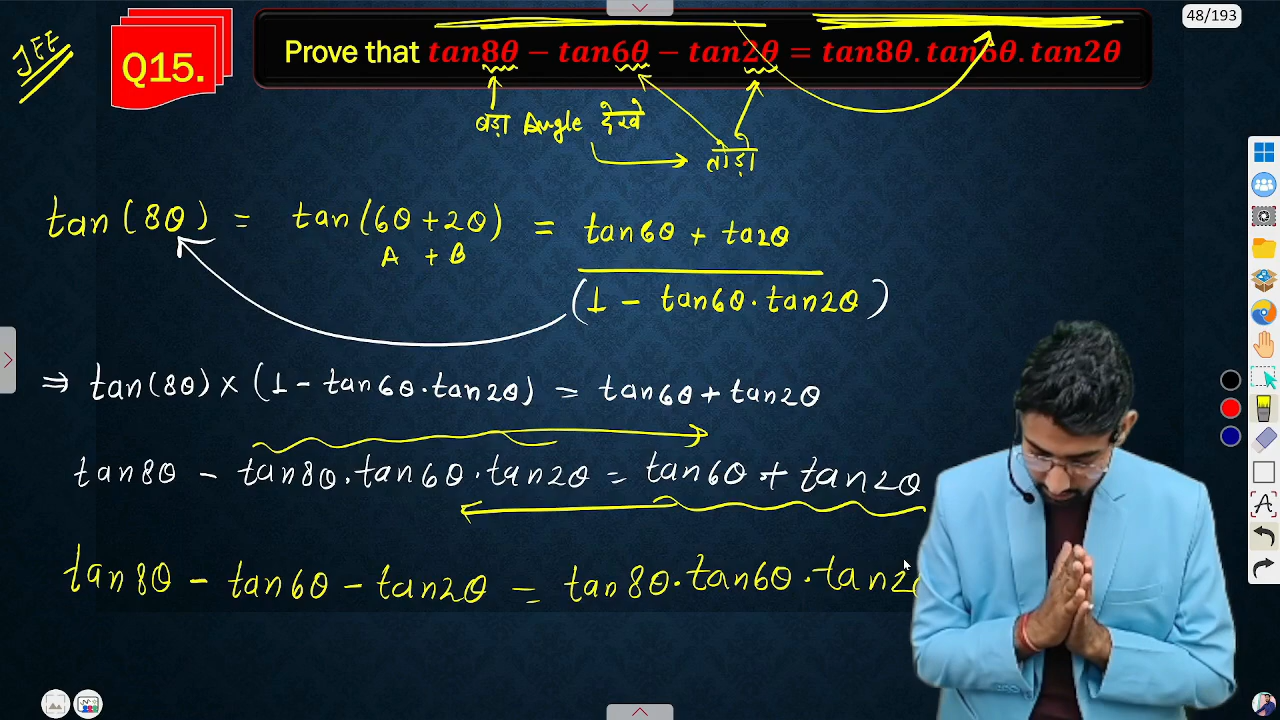 48/193
JEE
Q15.
Prove that tan8θ − tan6θ − tan2θ = tan8θ.tan6θ.tan2θ
बड़ा Angle देखें
तोड़ो
tan(8θ) = tan(6θ+2θ) = tan6θ + ta2θ
A + B
(1 − tan6θ·tan2θ)
⇒ tan(8θ) × (1 − tan6θ·tan2θ) = tan6θ + tan2θ
tan8θ − tan8θ·tan6θ·tan2θ = tan6θ + tan2θ
tan8θ − tan6θ − tan2θ = tan8θ·tan6θ·tan2θ